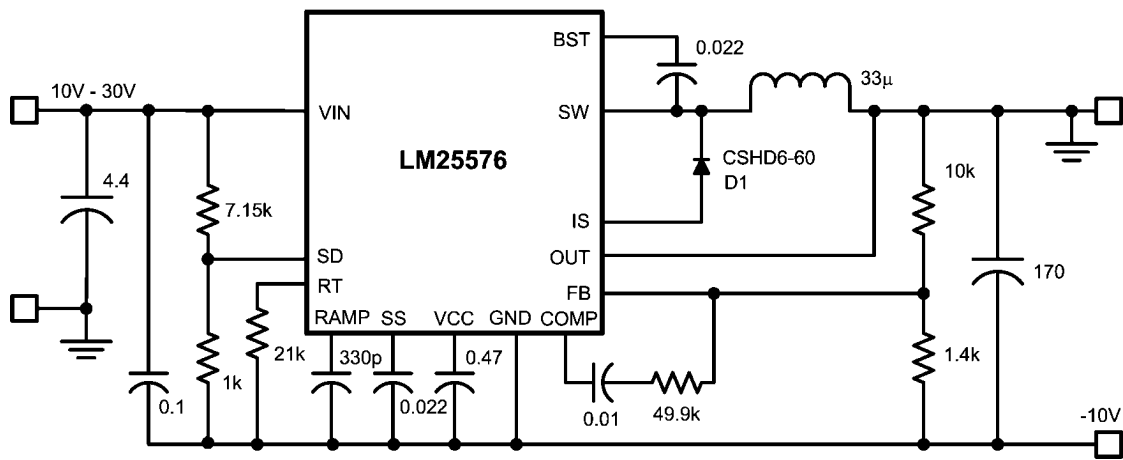 BST
0.022
10V - 30V
33μ
VIN
SW
LM25576
CSHD6-60
D1
10k
4.4
7.15k
IS
SD
OUT
170
RT
FB
RAMP
SS
VCC
GND
COMP
21k
330p
0.47
1.4k
1k
0.1
0.022
0.01
49.9k
-10V